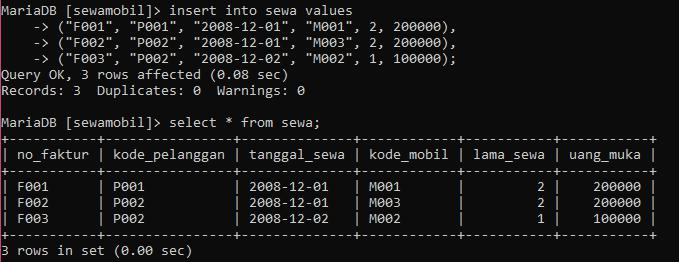 MariaDB [sewamobil]> insert into sewa values
    -> ("F001", "P001", "2008-12-01", "M001", 2, 200000),
    -> ("F002", "P002", "2008-12-01", "M003", 2, 200000),
    -> ("F003", "P002", "2008-12-02", "M002", 1, 100000);
Query OK, 3 rows affected (0.08 sec)
Records: 3  Duplicates: 0  Warnings: 0

MariaDB [sewamobil]> select * from sewa;
+-----------+----------------+--------------+------------+-----------+-----------+
| no_faktur | kode_pelanggan | tanggal_sewa | kode_mobil | lama_sewa | uang_muka |
+-----------+----------------+--------------+------------+-----------+-----------+
| F001      | P001           | 2008-12-01   | M001       |         2 |    200000 |
| F002      | P002           | 2008-12-01   | M003       |         2 |    200000 |
| F003      | P002           | 2008-12-02   | M002       |         1 |    100000 |
+-----------+----------------+--------------+------------+-----------+-----------+
3 rows in set (0.00 sec)